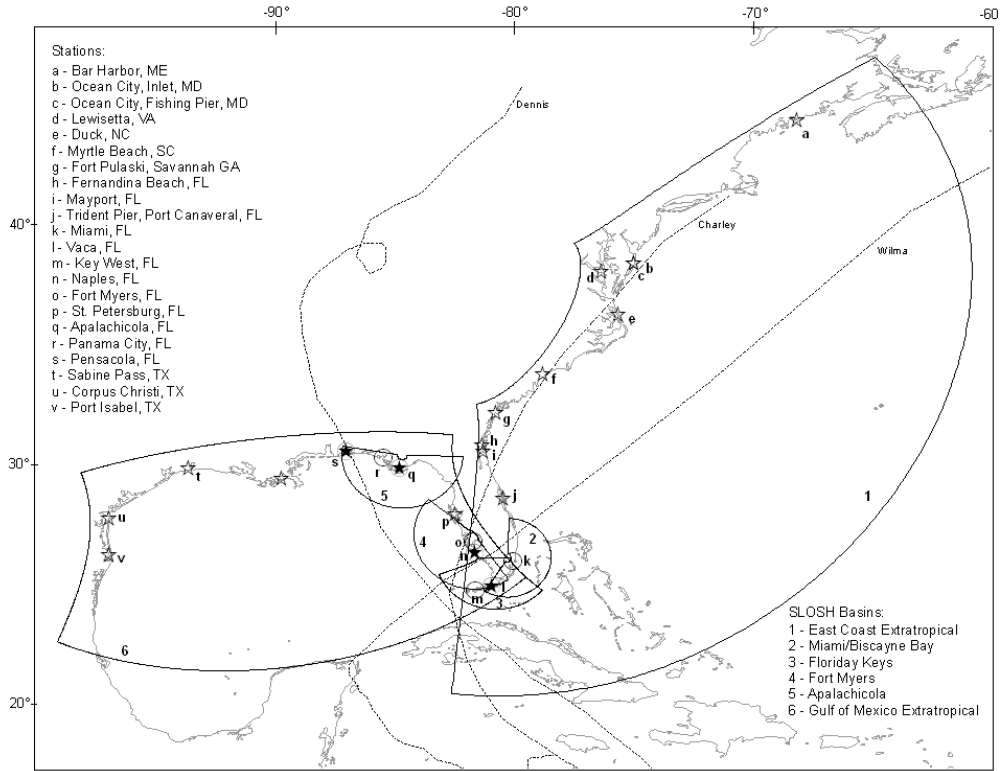 -90° -80° -70° -60
Stations:
a - Bar Harbor, ME
b - Ocean City, Inlet, MD
c - Ocean City, Fishing Pier, MD
d - Lewisetta, VA
e - Duck, NC
f - Myrtle Beach, SC
g - Fort Pulaski, Savannah GA
h - Fernandina Beach, FL
i - Mayport, FL
j - Trident Pier, Port Canaveral, FL
k - Miami, FL
l - Vaca, FL
m - Key West, FL
n - Naples, FL
o - Fort Myers, FL
p - St. Petersburg, FL
q - Apalachicola, FL
r - Panama City, FL
s - Pensacola, FL
t - Sabine Pass, TX
u - Corpus Christi, TX
v - Port Isabel, TX
Dennis
a
40°
Charley
Wilma
b
c
d
e
f
g
h
i
30°
s
r
q
t
5
j
1
u
p
v
4
o
n
2
k
l
m
3
6
20°
SLOSH Basins:
1 - East Coast Extratropical
2 - Miami/Biscayne Bay
3 - Floriday Keys
4 - Fort Myers
5 - Apalachicola
6 - Gulf of Mexico Extratropical